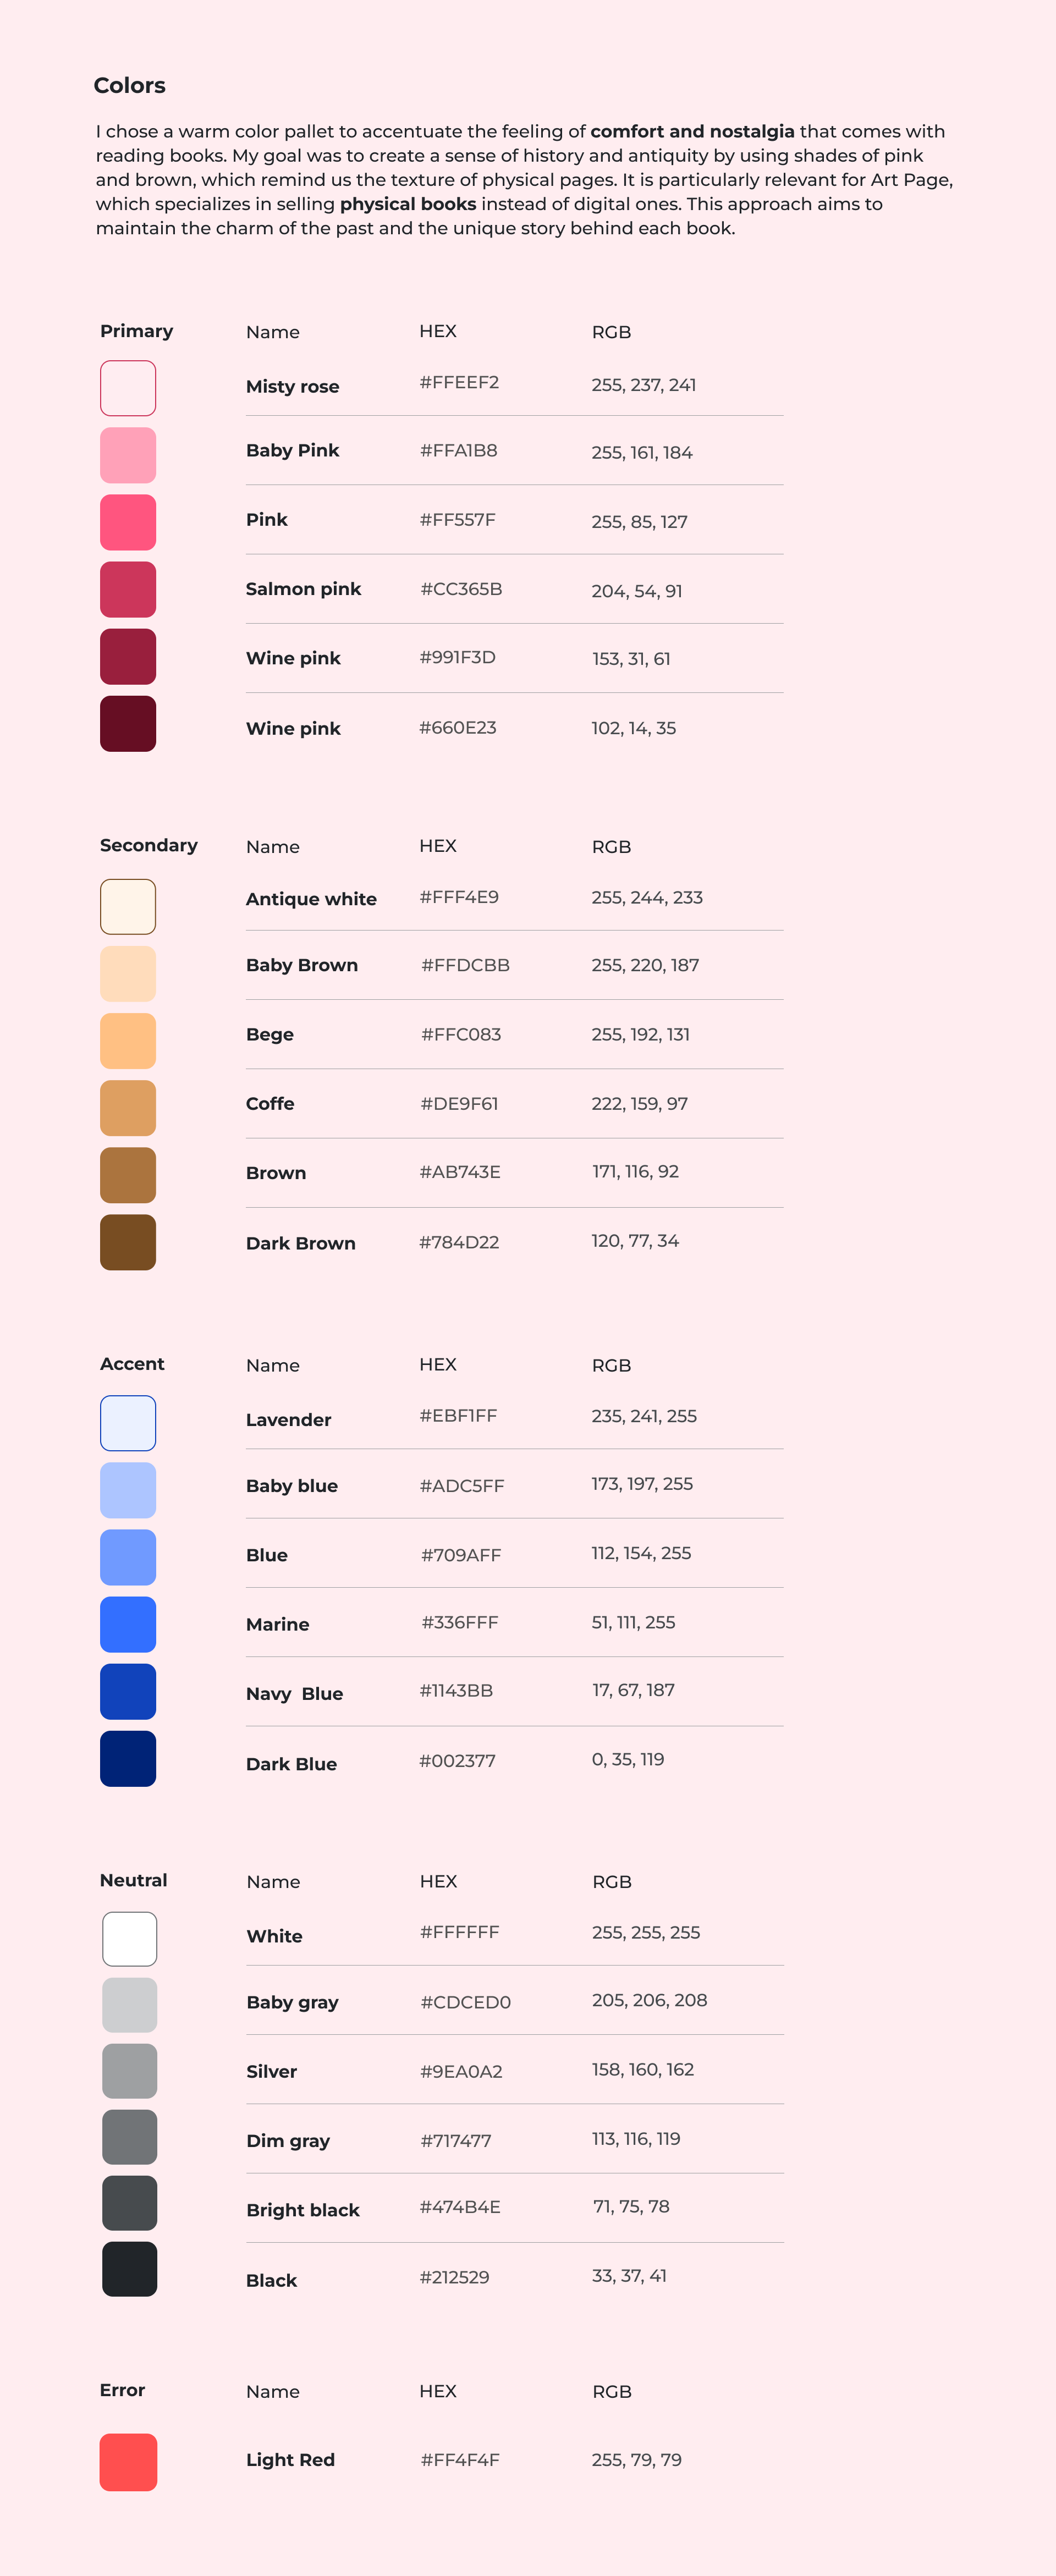 Colors
I chose a warm color pallet to accentuate the feeling of comfort and nostalgia that comes with
reading books. My goal was to create a sense of history and antiquity by using shades of pink
and brown, which remind us the texture of physical pages. It is particularly relevant for Art Page,
which specializes in selling physical books instead of digital ones. This approach aims to
maintain the charm of the past and the unique story behind each book.
Primary Name HEX RGB
Misty rose #FFEEF2 255, 237, 241
Baby Pink #FFA1B8 255, 161, 184
Pink #FF557F 255, 85, 127
Salmon pink #CC365B 204, 54, 91
Wine pink #991F3D 153, 31, 61
Wine pink #660E23 102, 14, 35
Secondary Name HEX RGB
Antique white #FFF4E9 255, 244, 233
Baby Brown #FFDCBB 255, 220, 187
Bege #FFC083 255, 192, 131
Coffe #DE9F61 222, 159, 97
Brown #AB743E 171, 116, 92
Dark Brown #784D22 120, 77, 34
Accent Name HEX RGB
Lavender #EBF1FF 235, 241, 255
Baby blue #ADC5FF 173, 197, 255
Blue #709AFF 112, 154, 255
Marine #336FFF 51, 111, 255
Navy  Blue #1143BB 17, 67, 187
Dark Blue #002377 0, 35, 119
Neutral Name HEX RGB
White #FFFFFF 255, 255, 255
Baby gray #CDCED0 205, 206, 208
Silver #9EA0A2 158, 160, 162
Dim gray #717477 113, 116, 119
Bright black #474B4E 71, 75, 78
Black #212529 33, 37, 41
Error Name HEX RGB
Light Red #FF4F4F 255, 79, 79